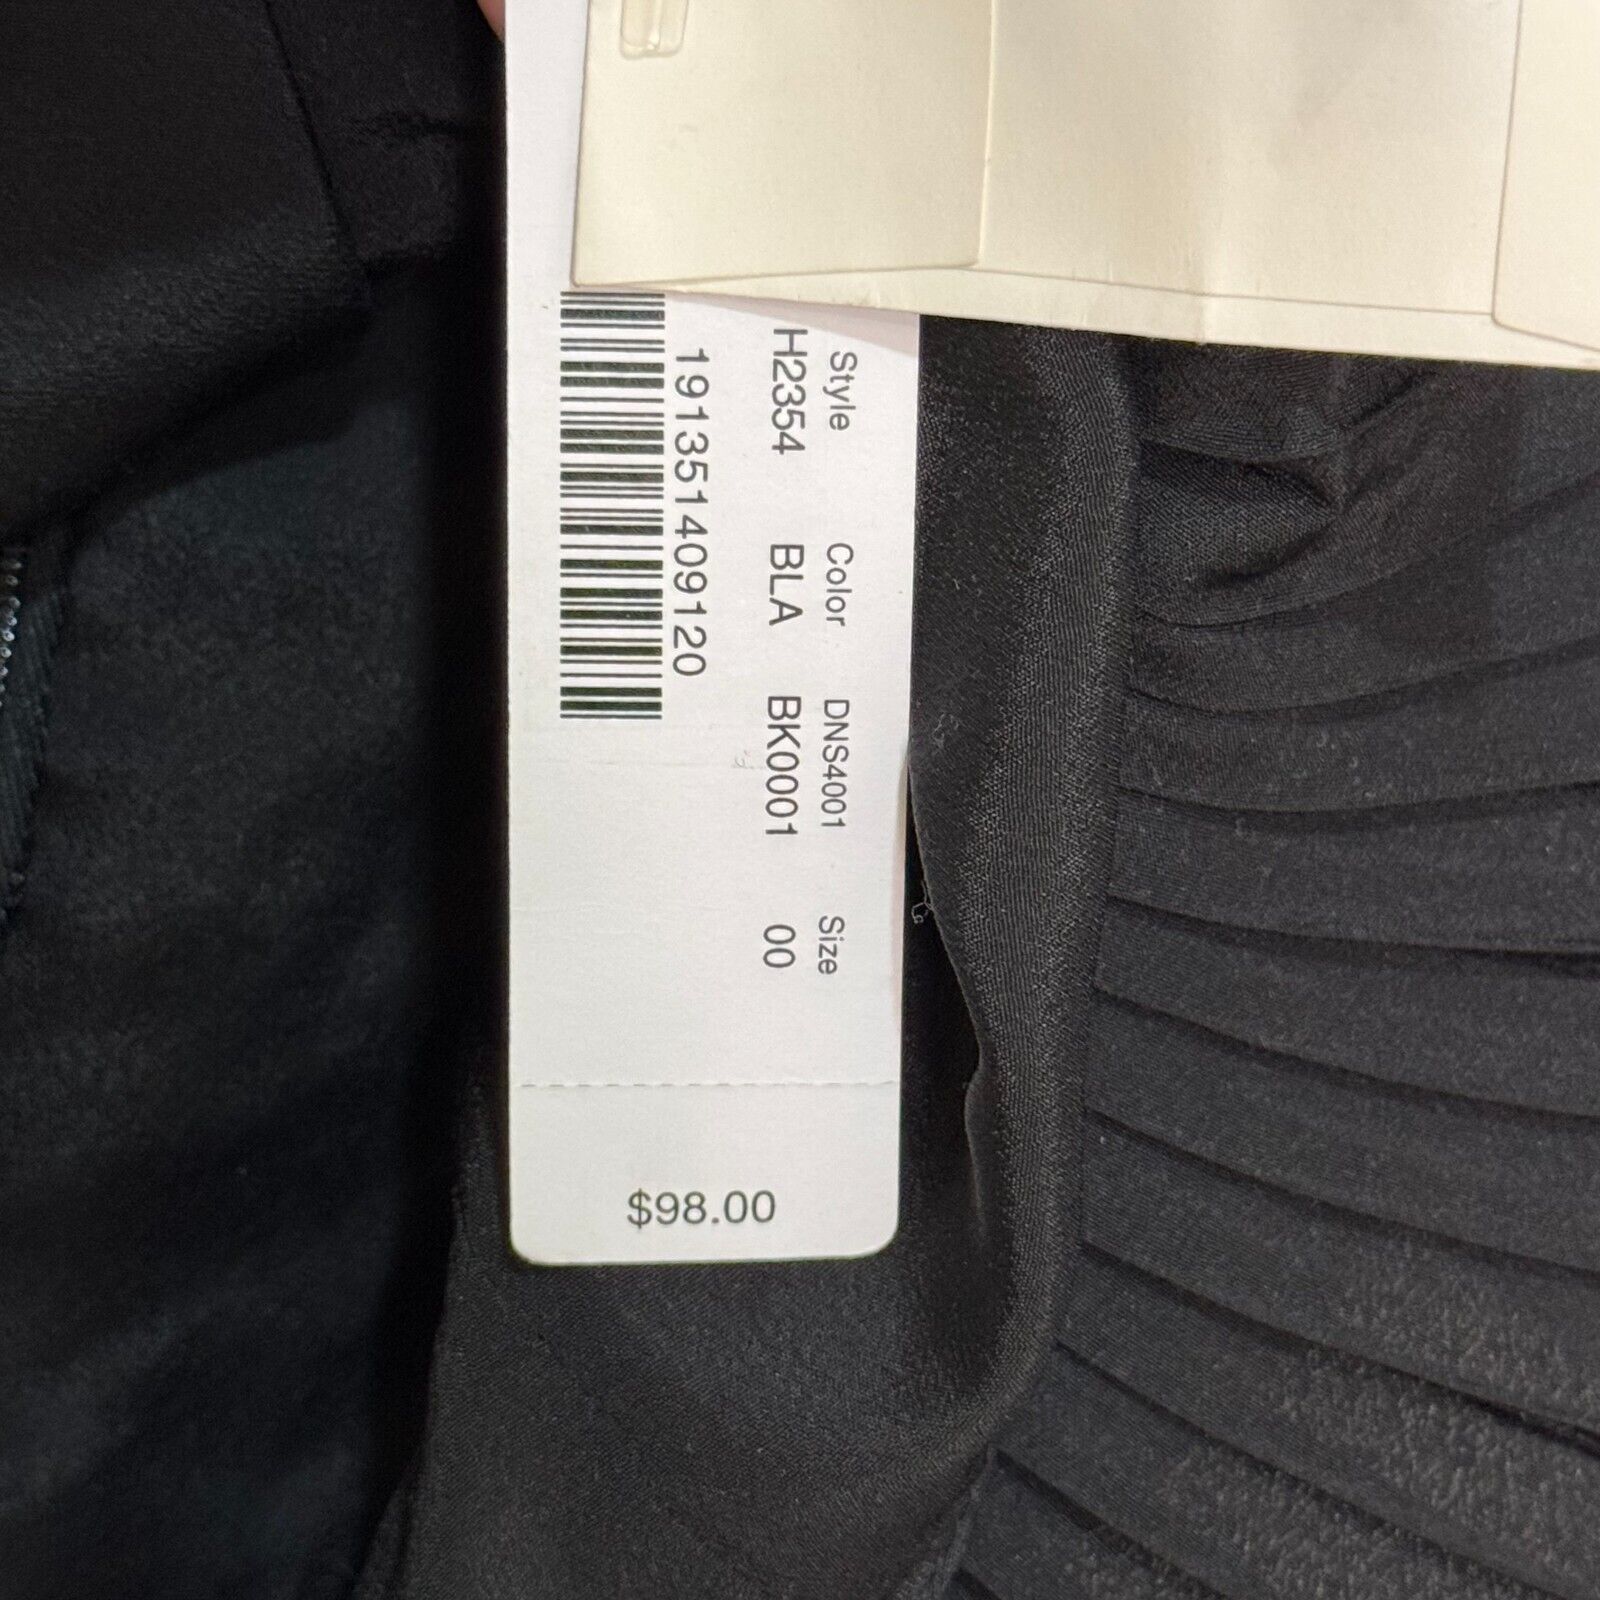 Style Color DNS4001 Size
H2354 BLA BK0001 00
191351409120
$98.00